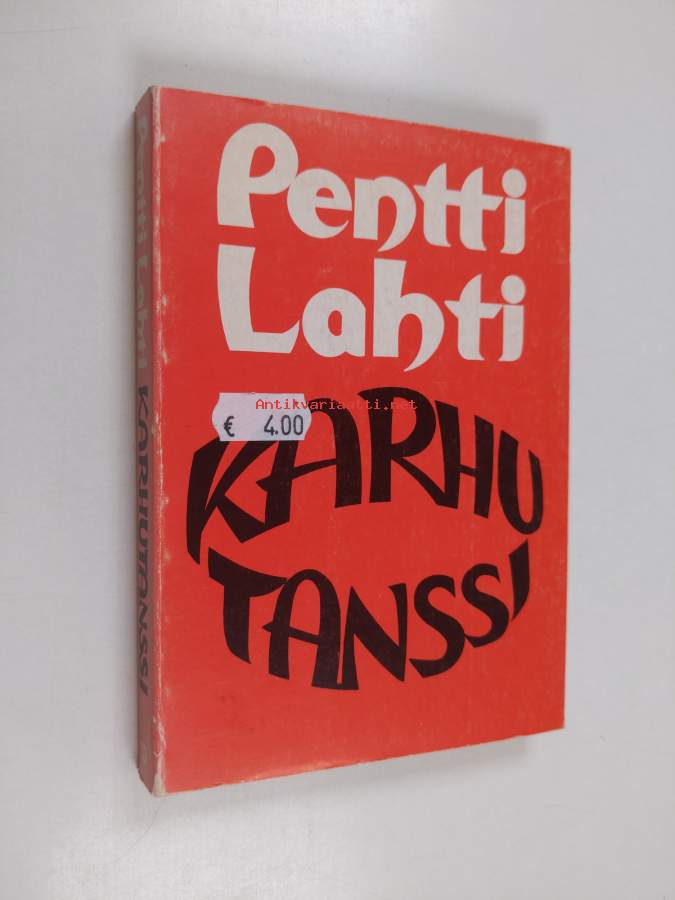 Pentti
Lahti
Antikvariaatti.net
€ 4.00
KARHU
TANSSI
Pentti Lahti KARHUTANSSI